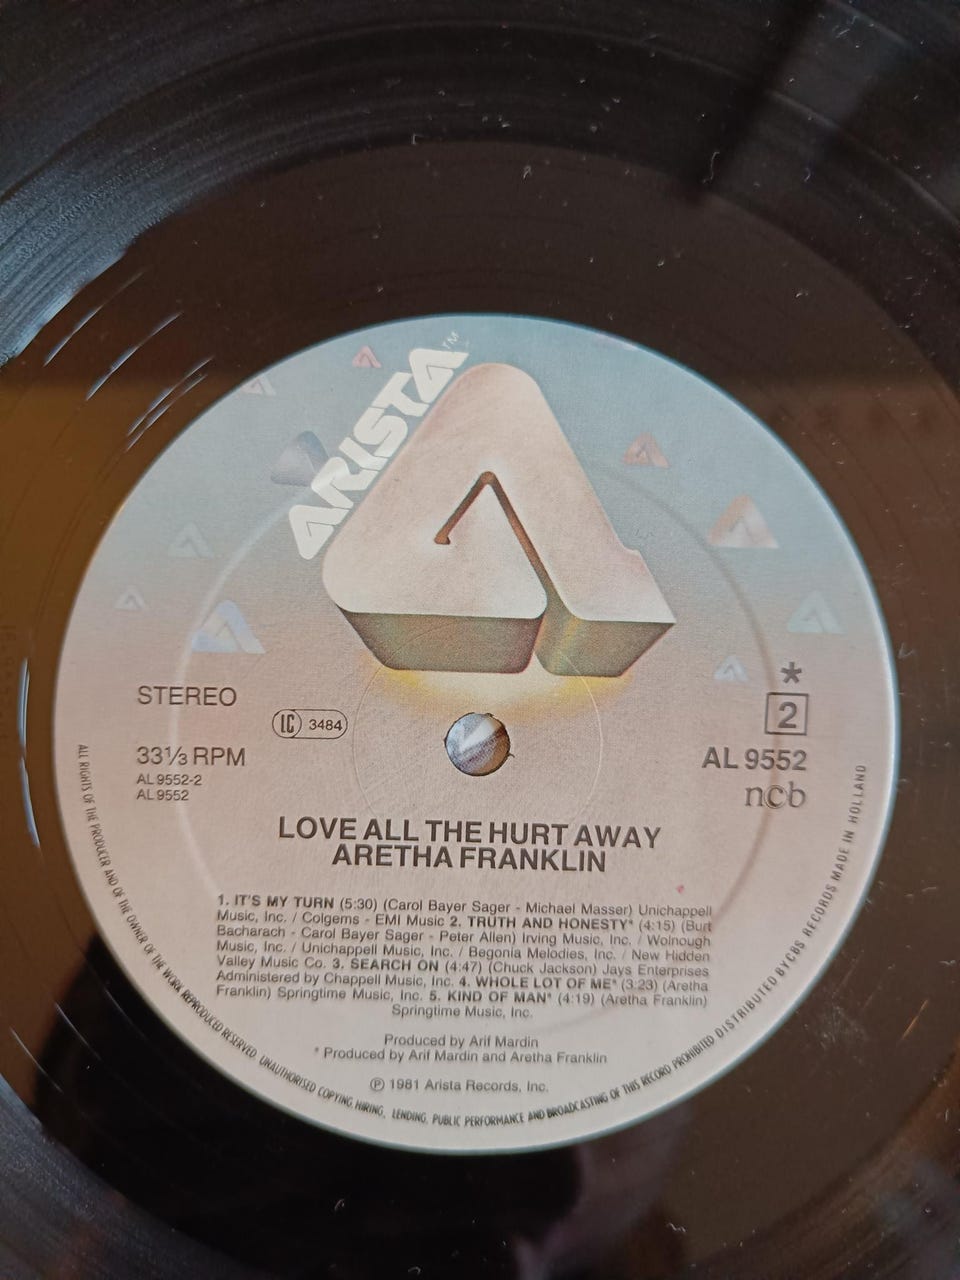 ARISTA™
STEREO
LC 3484
33⅓ RPM
AL 9552-2
AL 9552
*
2
AL 9552
ncb
LOVE ALL THE HURT AWAY
ARETHA FRANKLIN
1. IT'S MY TURN (5:30) (Carol Bayer Sager - Michael Masser) Unichappell
Music, Inc. / Colgems - EMI Music 2. TRUTH AND HONESTY* (4:15) (Burt
Bacharach - Carol Bayer Sager - Peter Allen) Irving Music, Inc. / Wolnough
Music, Inc. / Unichappell Music, Inc. / Begonia Melodies, Inc. / New Hidden
Valley Music Co. 3. SEARCH ON (4:47) (Chuck Jackson) Jays Enterprises
Administered by Chappell Music, Inc. 4. WHOLE LOT OF ME* (3:23) (Aretha
Franklin) Springtime Music, Inc. 5. KIND OF MAN* (4:19) (Aretha Franklin)
Springtime Music, Inc.
Produced by Arif Mardin
* Produced by Arif Mardin and Aretha Franklin
℗ 1981 Arista Records, Inc.
ALL RIGHTS OF THE PRODUCER AND OF THE OWNER OF THE WORK REPRODUCED RESERVED. UNAUTHORISED COPYING, HIRING, LENDING, PUBLIC PERFORMANCE AND BROADCASTING OF THIS RECORD PROHIBITED DISTRIBUTED BY CBS RECORDS MADE IN HOLLAND